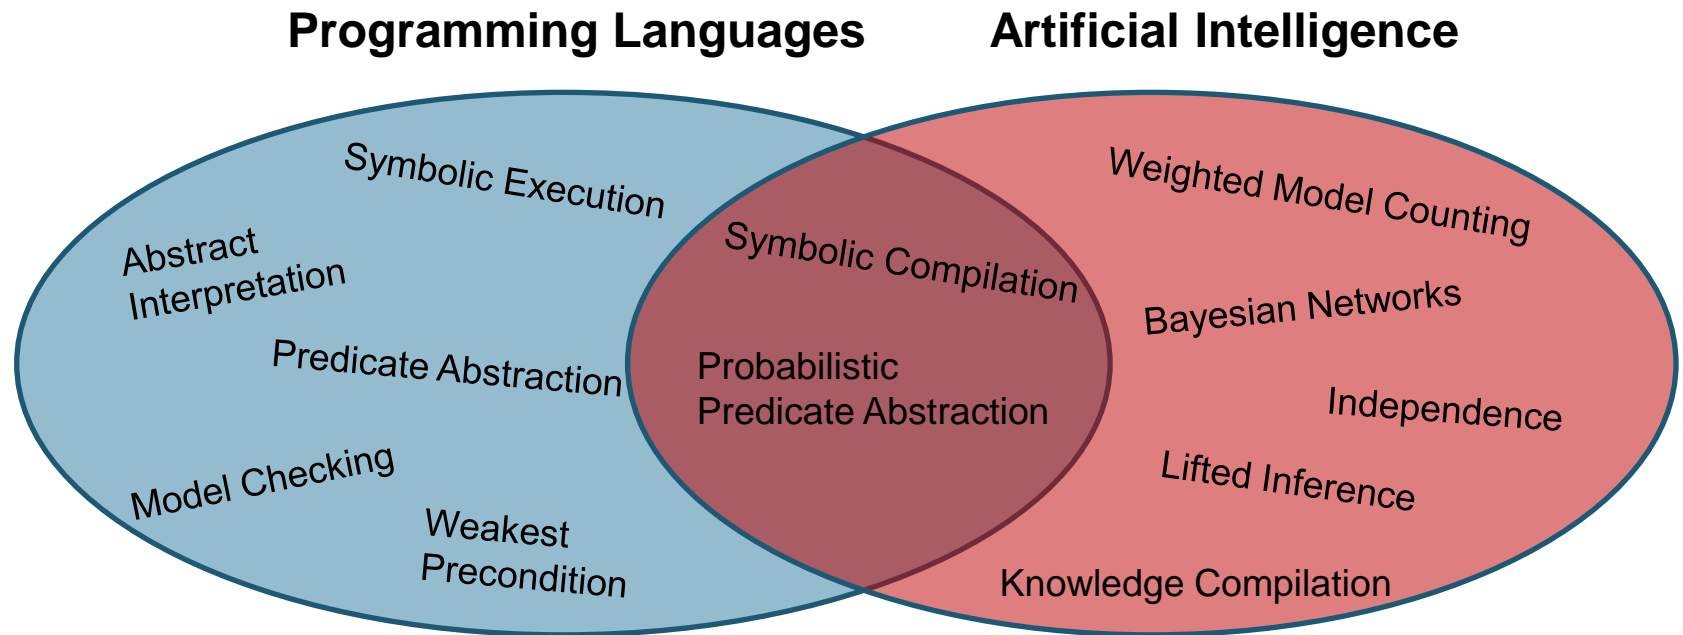 Programming Languages
Artificial Intelligence
Symbolic Execution
Abstract
Interpretation
Predicate Abstraction
Model Checking
Weakest
Precondition
Symbolic Compilation
Probabilistic
Predicate Abstraction
Weighted Model Counting
Bayesian Networks
Independence
Lifted Inference
Knowledge Compilation